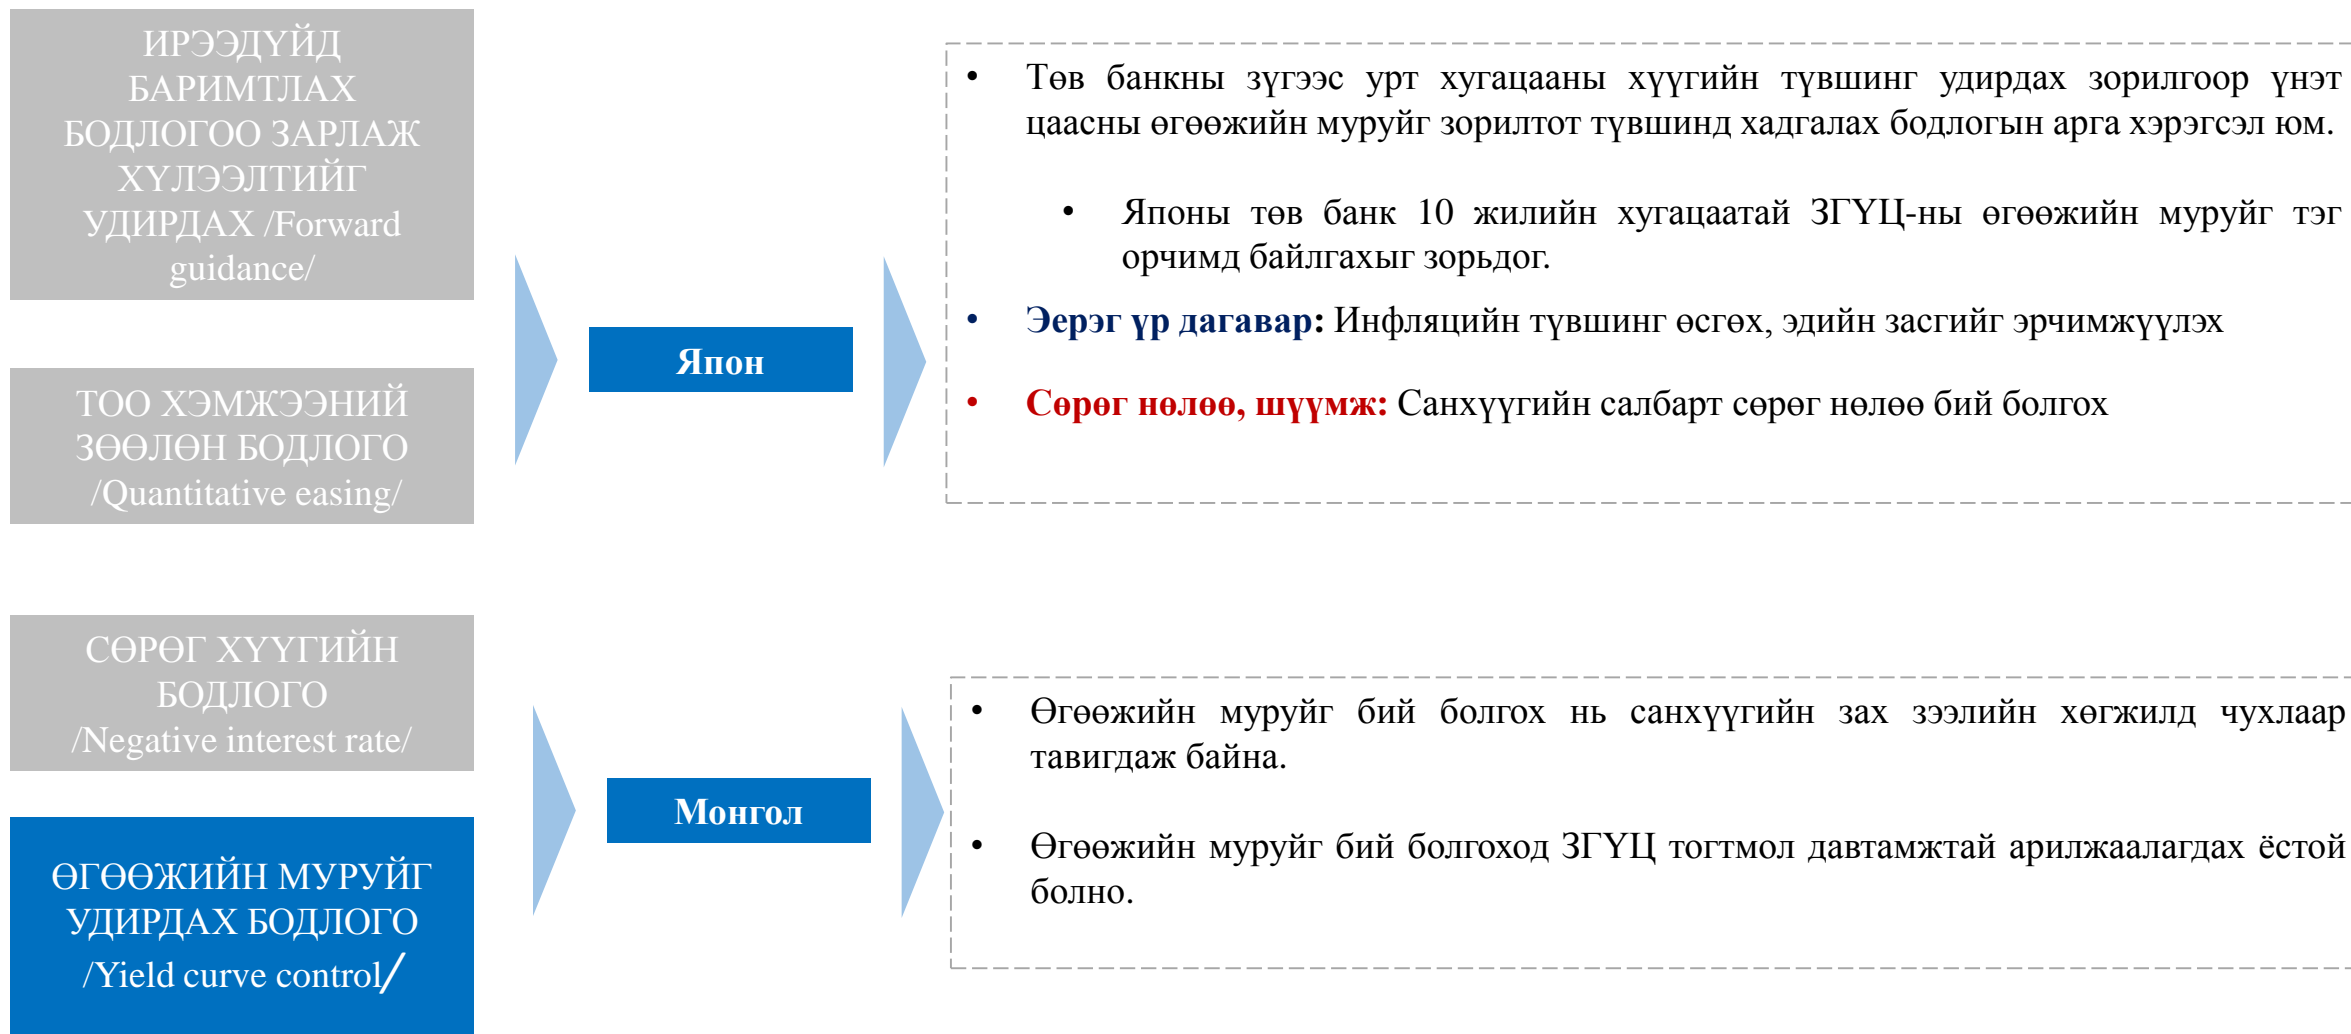 ИРЭЭДҮЙД
БАРИМТЛАХ
БОДЛОГОО ЗАРЛАЖ
ХҮЛЭЭЛТИЙГ
УДИРДАХ /Forward
guidance/
ТОО ХЭМЖЭЭНИЙ
ЗӨӨЛӨН БОДЛОГО
/Quantitative easing/
СӨРӨГ ХҮҮГИЙН
БОДЛОГО
/Negative interest rate/
ӨГӨӨЖИЙН МУРУЙГ
УДИРДАХ БОДЛОГО
/Yield curve control/
Япон
• Төв банкны зүгээс урт хугацааны хүүгийн түвшинг удирдах зорилгоор үнэт
цаасны өгөөжийн муруйг зорилтот түвшинд хадгалах бодлогын арга хэрэгсэл юм.
• Японы төв банк 10 жилийн хугацаатай ЗГҮЦ-ны өгөөжийн муруйг тэг
орчимд байлгахыг зорьдог.
• Эерэг үр дагавар: Инфляцийн түвшинг өсгөх, эдийн засгийг эрчимжүүлэх
• Сөрөг нөлөө, шүүмж: Санхүүгийн салбарт сөрөг нөлөө бий болгох
Монгол
• Өгөөжийн муруйг бий болгох нь санхүүгийн зах зээлийн хөгжилд чухлаар
тавигдаж байна.
• Өгөөжийн муруйг бий болгоход ЗГҮЦ тогтмол давтамжтай арилжаалагдах ёстой
болно.